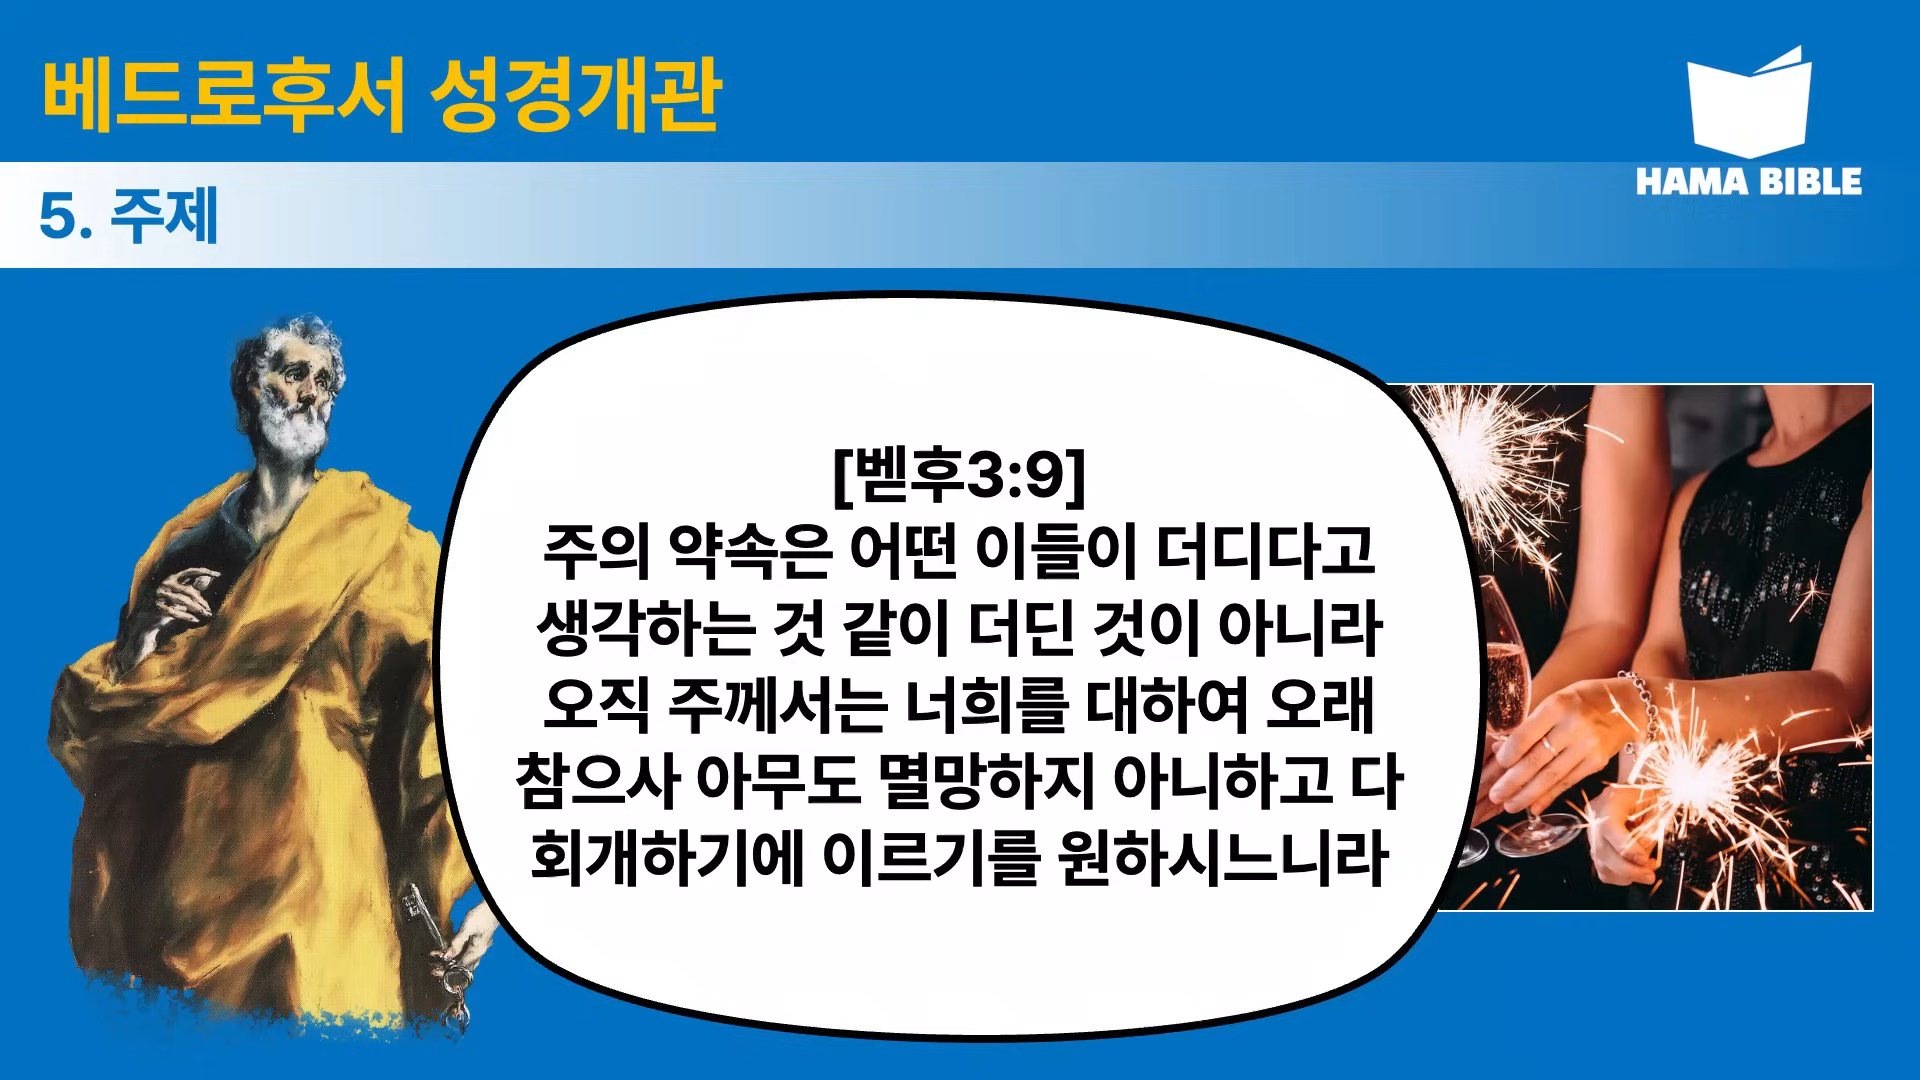 베드로후서 성경개관
HAMA BIBLE
5. 주제
[벧후3:9]
주의 약속은 어떤 이들이 더디다고
생각하는 것 같이 더딘 것이 아니라
오직 주께서는 너희를 대하여 오래
참으사 아무도 멸망하지 아니하고 다
회개하기에 이르기를 원하시느니라